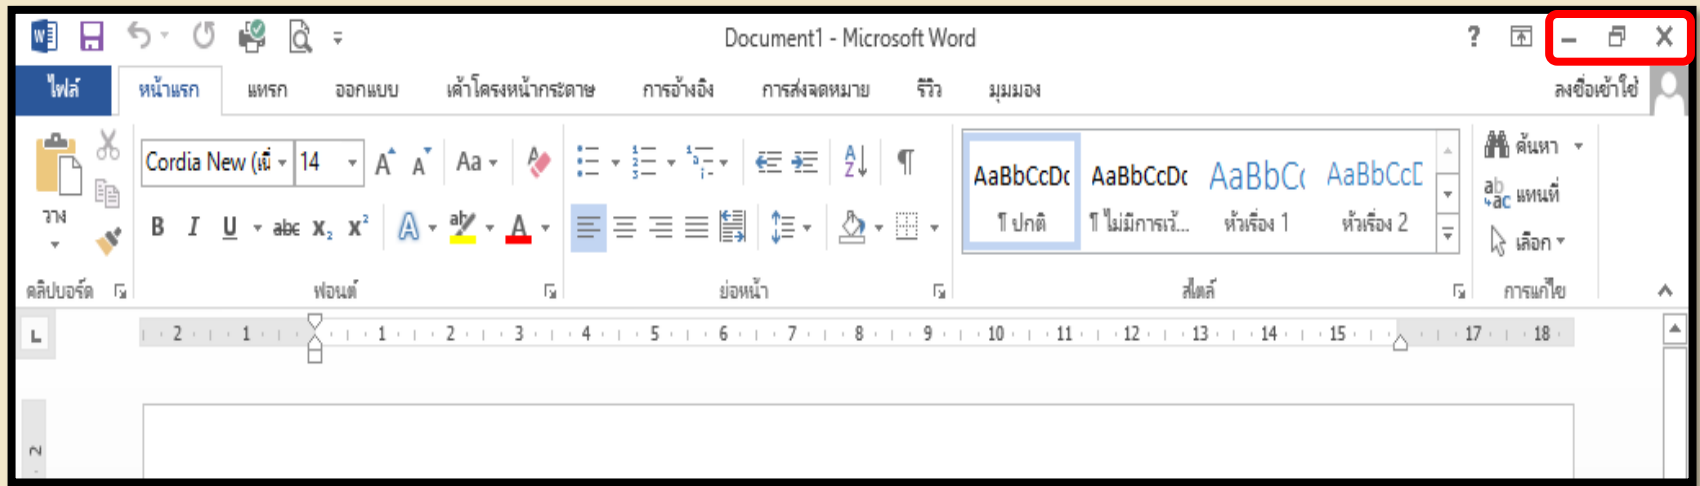 Document1 - Microsoft Word ?
ไฟล์ หน้าแรก แทรก ออกแบบ เค้าโครงหน้ากระดาษ การอ้างอิง การส่งจดหมาย รีวิว มุมมอง ลงชื่อเข้าใช้
Cordia New (เนื้ 14 A A Aa AaBbCcDc AaBbCcDc AaBbC AaBbCcD ค้นหา
แทนที่
วาง B I U abc X₂ X² A ab A ¶ ปกติ ¶ ไม่มีการเว้... หัวเรื่อง 1 หัวเรื่อง 2 เลือก
คลิปบอร์ด ฟอนต์ ย่อหน้า สไตล์ การแก้ไข
L 2 1 1 2 3 4 5 6 7 8 9 10 11 12 13 14 15 17 18
2